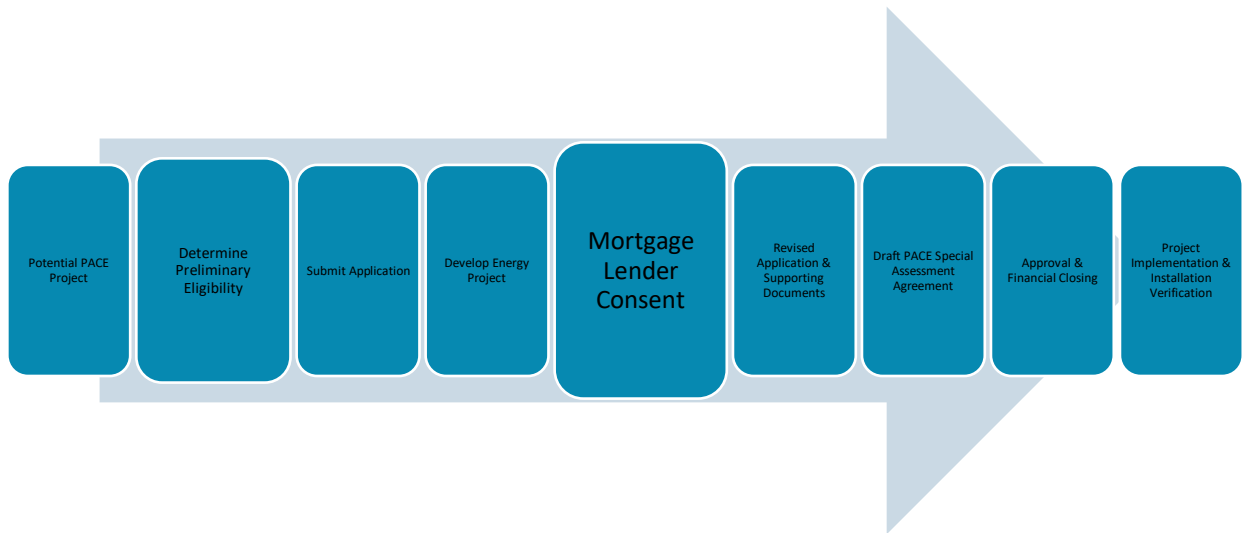 Potential PACE
Project
Determine
Preliminary
Eligibility
Submit Application
Develop Energy
Project
Mortgage
Lender
Consent
Revised
Application &
Supporting
Documents
Draft PACE Special
Assessment
Agreement
Approval &
Financial Closing
Project
Implementation &
Installation
Verification